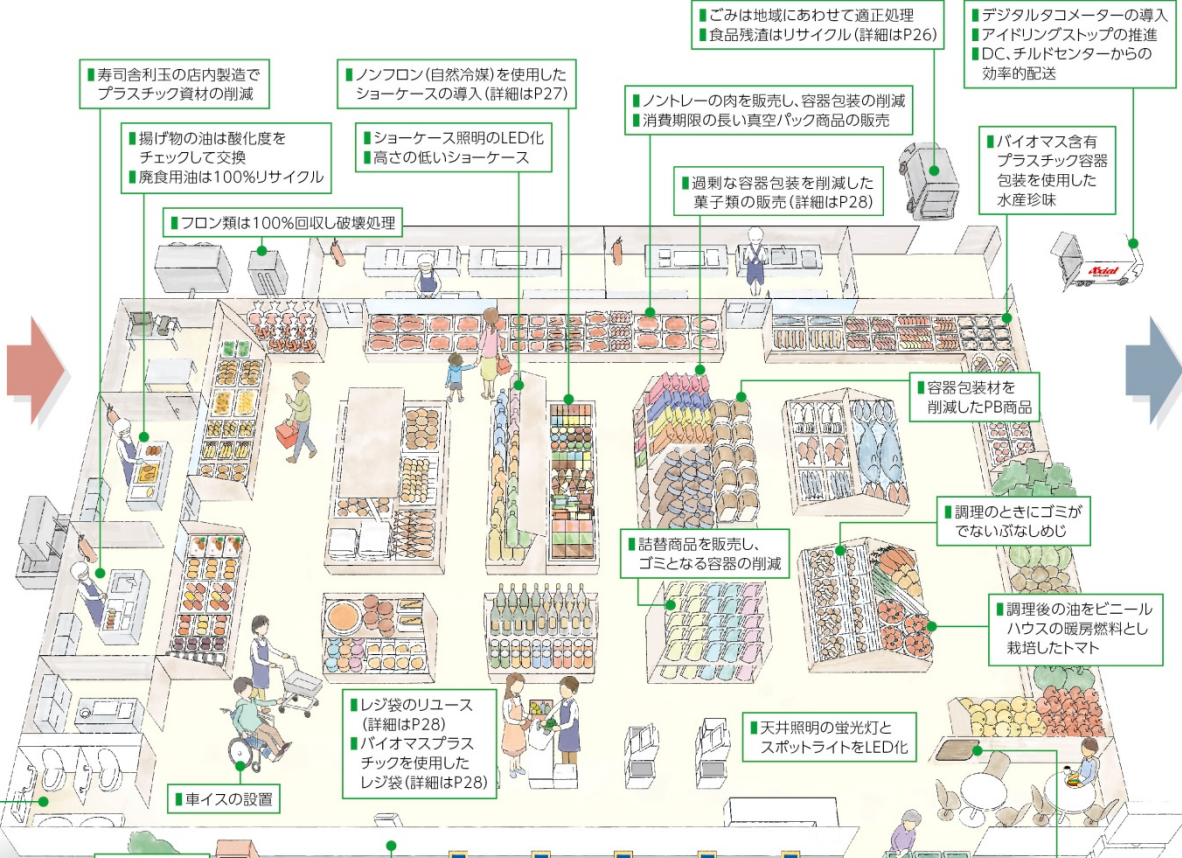 ■ごみは地域にあわせて適正処理
■食品残渣はリサイクル(詳細はP26)
■デジタルタコメーターの導入
■アイドリングストップの推進
■DC、チルドセンターからの
効率的配送
■寿司舎利玉の店内製造で
プラスチック資材の削減
■ノンフロン(自然冷媒)を使用した
ショーケースの導入(詳細はP27)
■ノントレーの肉を販売し、容器包装の削減
■消費期限の長い真空パック商品の販売
■揚げ物の油は酸化度を
チェックして交換
■廃食用油は100%リサイクル
■ショーケース照明のLED化
■高さの低いショーケース
■バイオマス含有
プラスチック容器
包装を使用した
水産珍味
■過剰な容器包装を削減した
菓子類の販売(詳細はP28)
■フロン類は100%回収し破壊処理
Axial
■容器包装材を
削減したPB商品
■調理のときにゴミが
でないぶなしめじ
■詰替商品を販売し、
ゴミとなる容器の削減
■調理後の油をビニール
ハウスの暖房燃料とし
栽培したトマト
■レジ袋のリユース
(詳細はP28)
■バイオマスプラス
チックを使用した
レジ袋(詳細はP28)
■天井照明の蛍光灯と
スポットライトをLED化
■車イスの設置